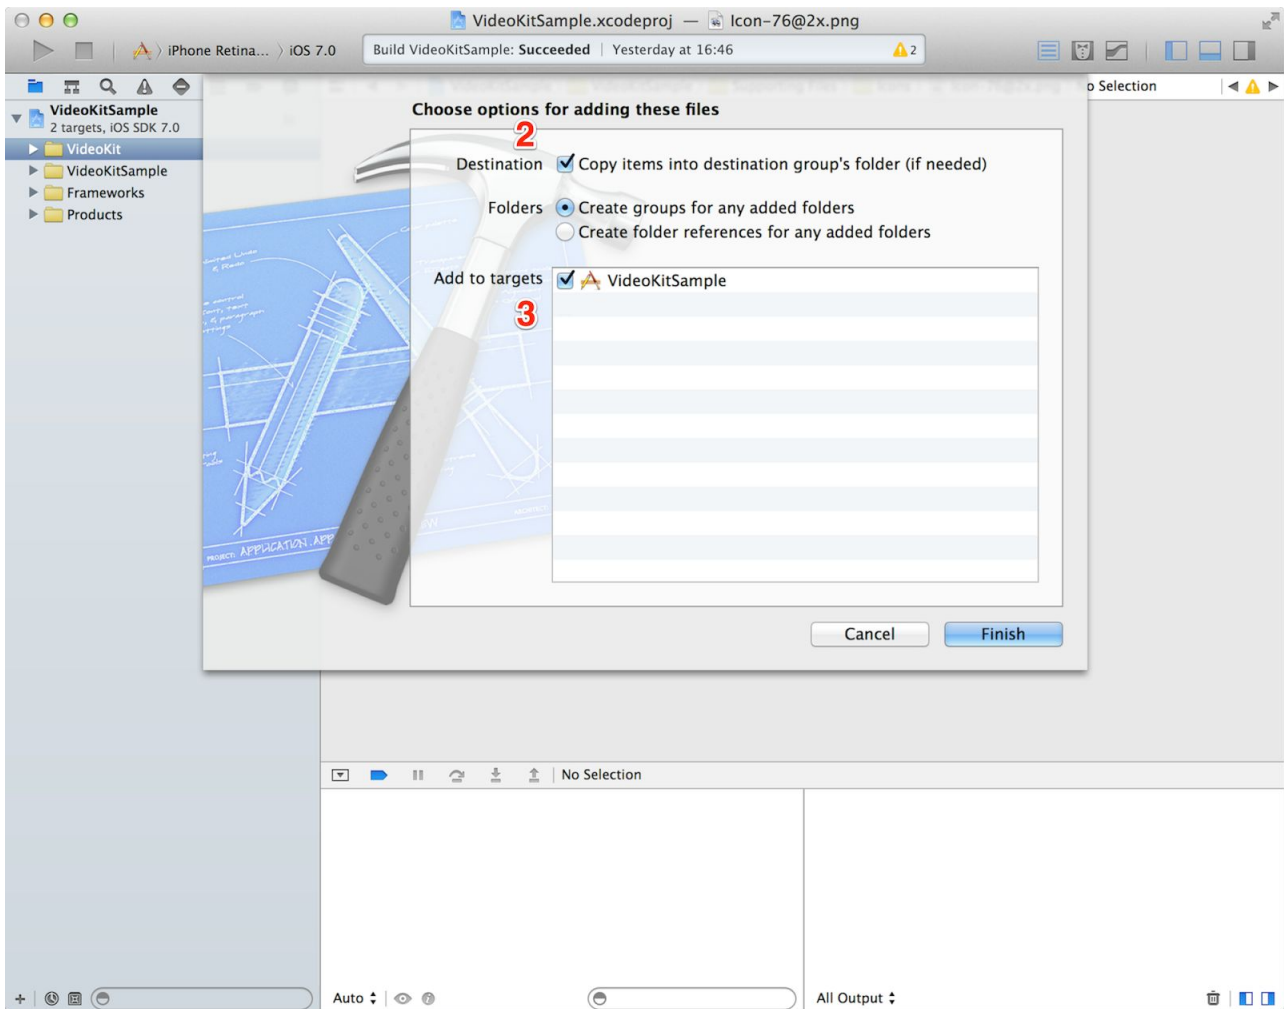 VideoKitSample.xcodeproj — Icon-76@2x.png
iPhone Retina... iOS 7.0
Build VideoKitSample: Succeeded | Yesterday at 16:46
2
VideoKitSample
2 targets, iOS SDK 7.0
VideoKit
VideoKitSample
Frameworks
Products
o Selection
Choose options for adding these files
2
Destination Copy items into destination group's folder (if needed)
Folders Create groups for any added folders
Create folder references for any added folders
Add to targets VideoKitSample
3
PROJECT: APPLICATION.APP
Cancel Finish
No Selection
Auto
All Output